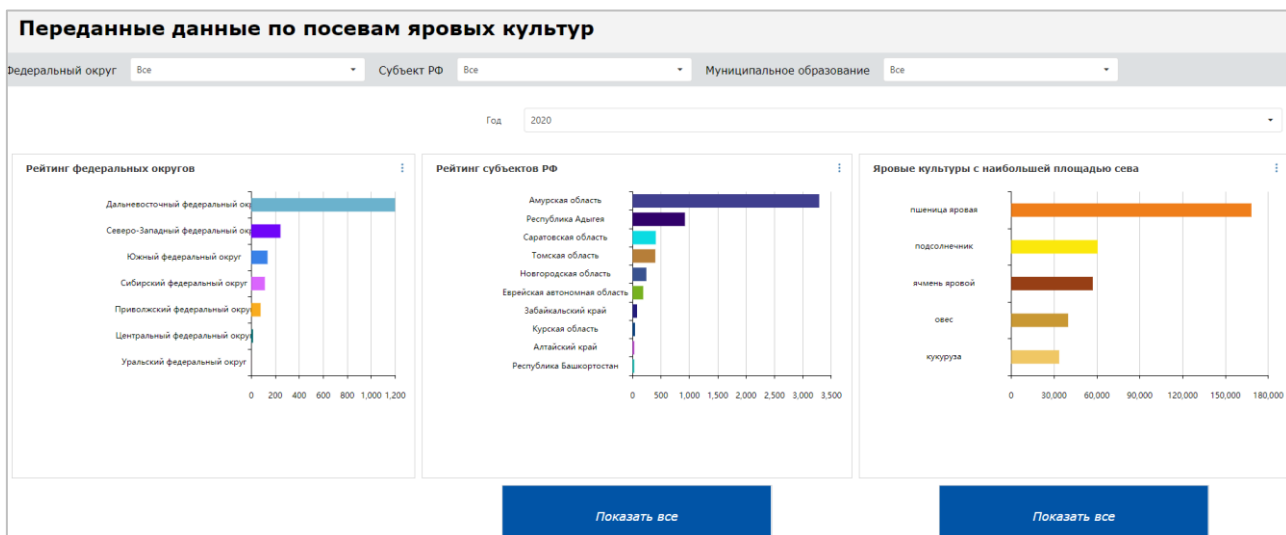 Переданные данные по посевам яровых культур
Федеральный округ Все Субъект РФ Все Муниципальное образование Все
Год 2020
Рейтинг федеральных округов
Дальневосточный федеральный окр
Северо-Западный федеральный окр
Южный федеральный округ
Сибирский федеральный округ
Приволжский федеральный округ
Центральный федеральный округ
Уральский федеральный округ
0 200 400 600 800 1,000 1,200
Рейтинг субъектов РФ
Амурская область
Республика Адыгея
Саратовская область
Томская область
Новгородская область
Еврейская автономная область
Забайкальский край
Курская область
Алтайский край
Республика Башкортостан
0 500 1,000 1,500 2,000 2,500 3,000 3,500
Показать все
Яровые культуры с наибольшей площадью сева
пшеница яровая
подсолнечник
ячмень яровой
овес
кукуруза
0 30,000 60,000 90,000 120,000 150,000 180,000
Показать все